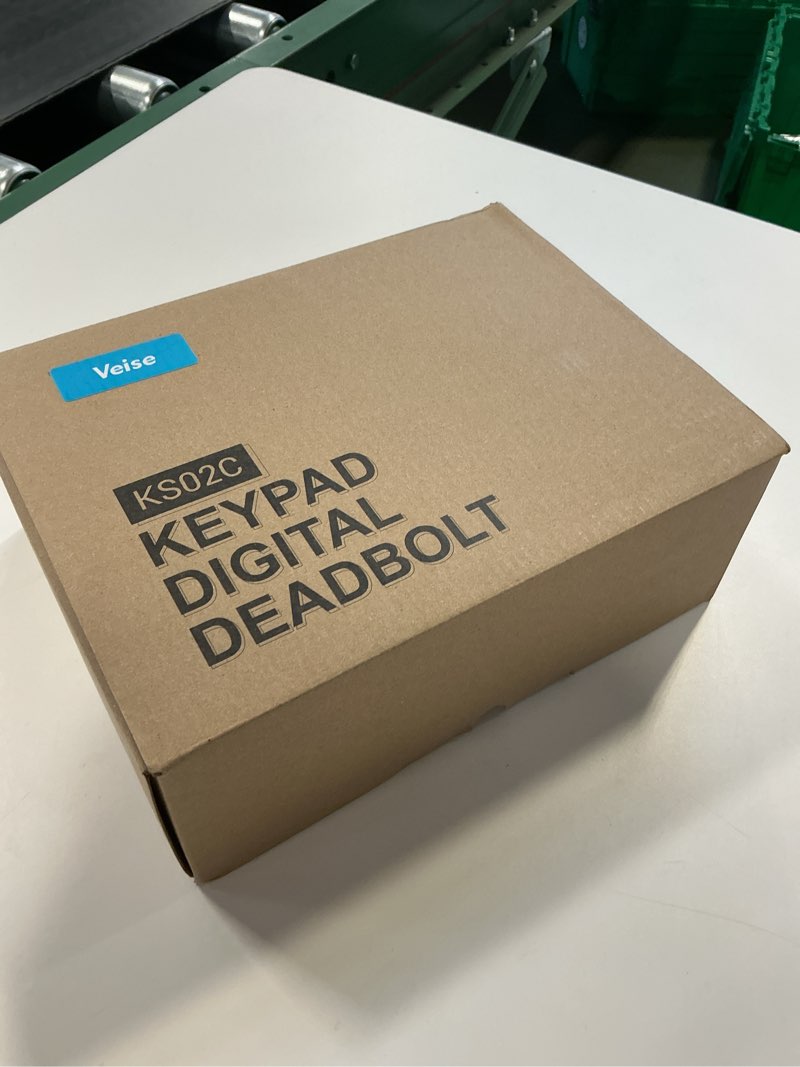 Veise
KS02C
KEYPAD
DIGITAL
DEADBOLT